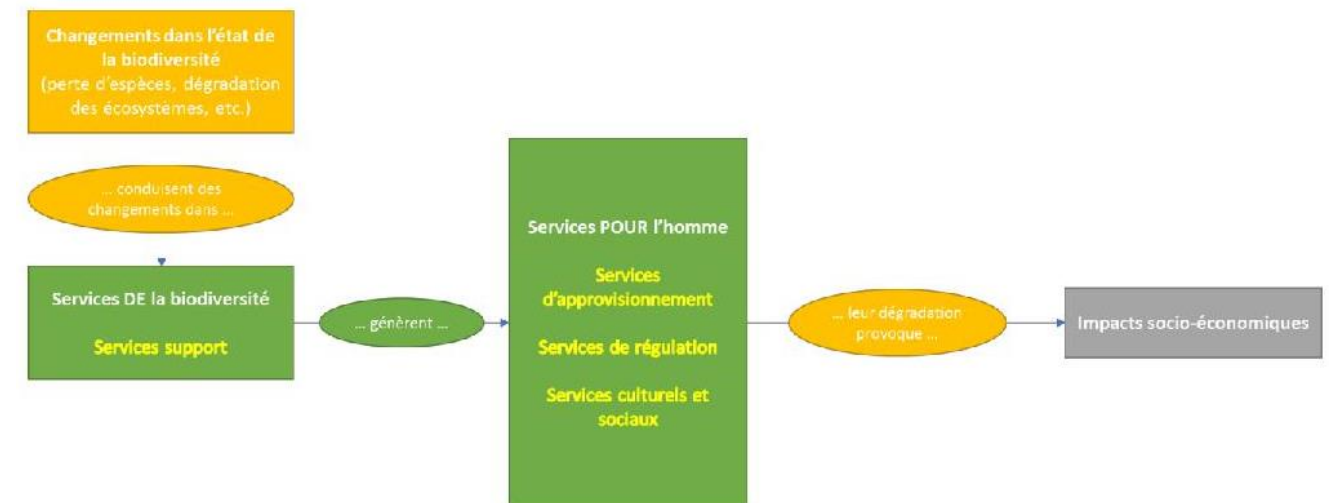 Changements dans l'état de
la biodiversité
(perte d'espèces, dégradation
des écosystèmes, etc.)
... conduisent des
changements dans ...
Services DE la biodiversité
Services support
... génèrent ...
Services POUR l'homme
Services
d'approvisionnement
Services de régulation
Services culturels et
sociaux
... leur dégradation
provoque ...
Impacts socio-économiques